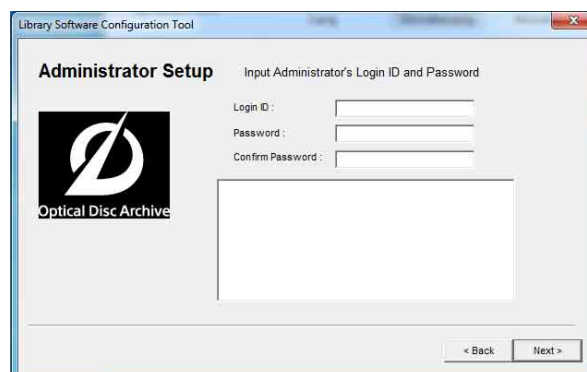 Library Software Configuration Tool
Administrator Setup
Input Administrator's Login ID and Password
Login ID :
Password :
Confirm Password :
Optical Disc Archive
< Back
Next >